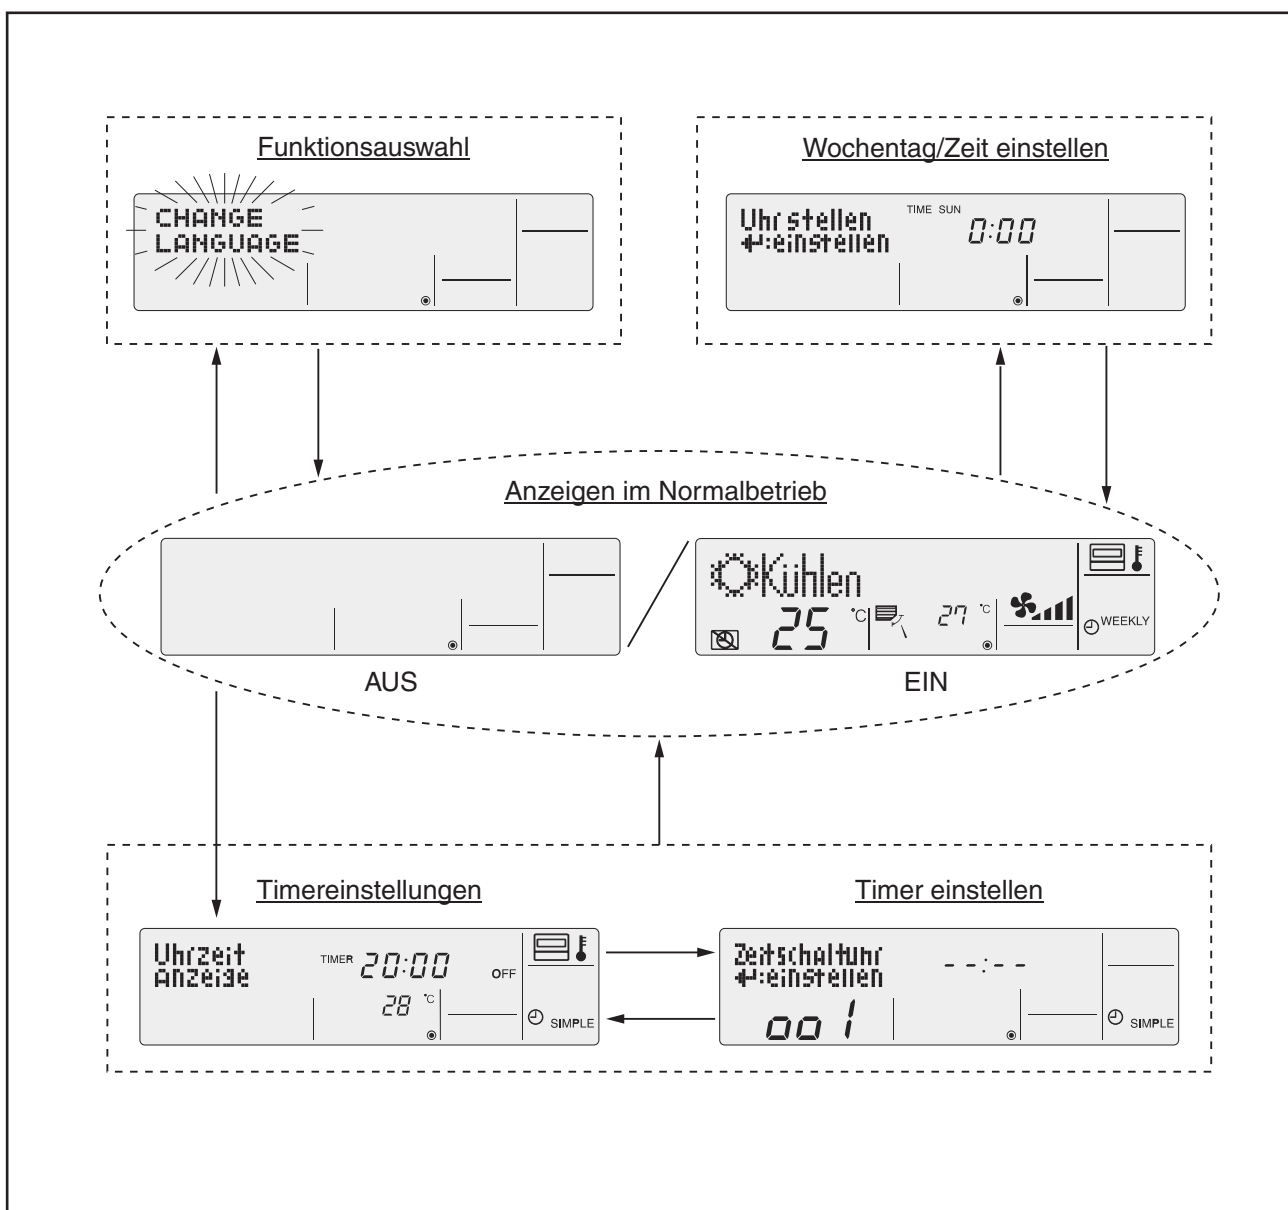 Funktionsauswahl
CHANGE
LANGUAGE
Wochentag/Zeit einstellen
Uhr stellen
TIME SUN
0:00
↵:einstellen
Anzeigen im Normalbetrieb
AUS
Kühlen
25 °C
27 °C
WEEKLY
EIN
Timereinstellungen
Uhrzeit
Anzeige
TIMER 20:00 OFF
28 °C
SIMPLE
Timer einstellen
Zeitschaltuhr
↵:einstellen
--:--
001
SIMPLE